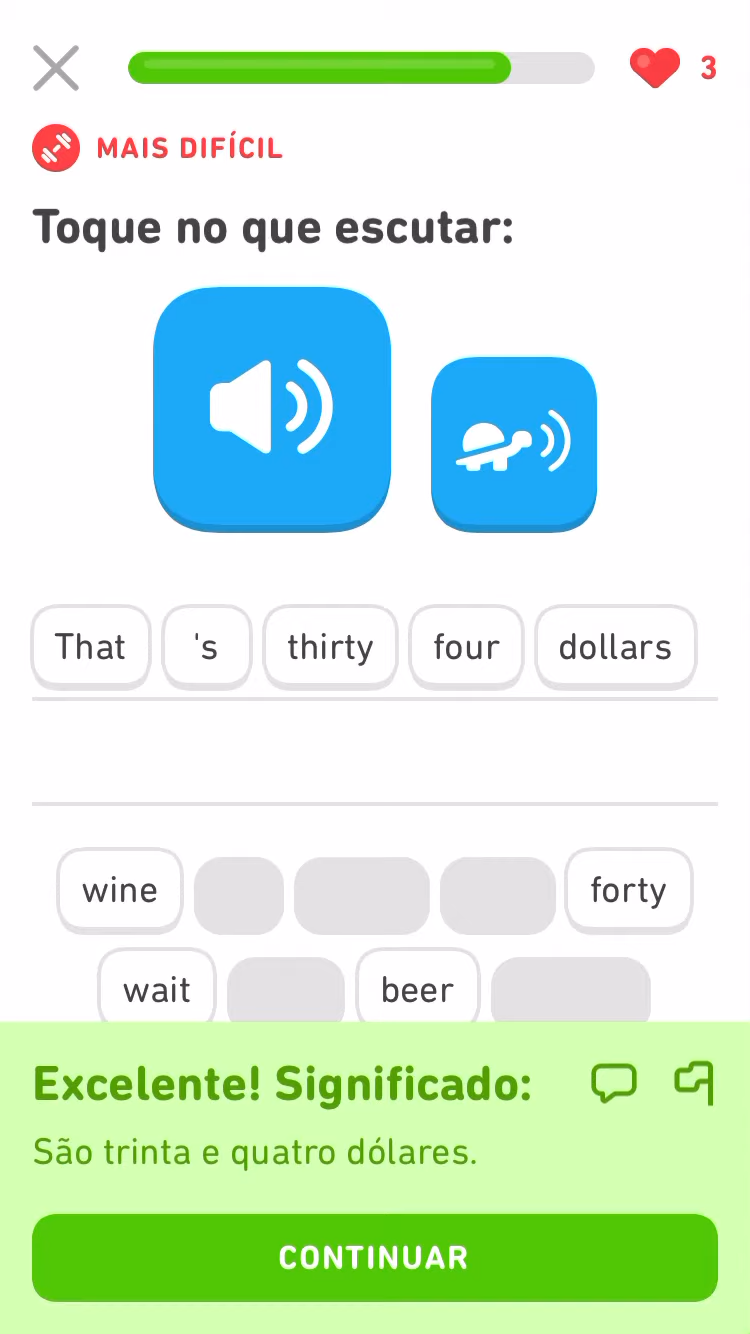 3
MAIS DIFÍCIL
Toque no que escutar:
That 's thirty four dollars
wine forty
wait beer
Excelente! Significado:
São trinta e quatro dólares.
CONTINUAR